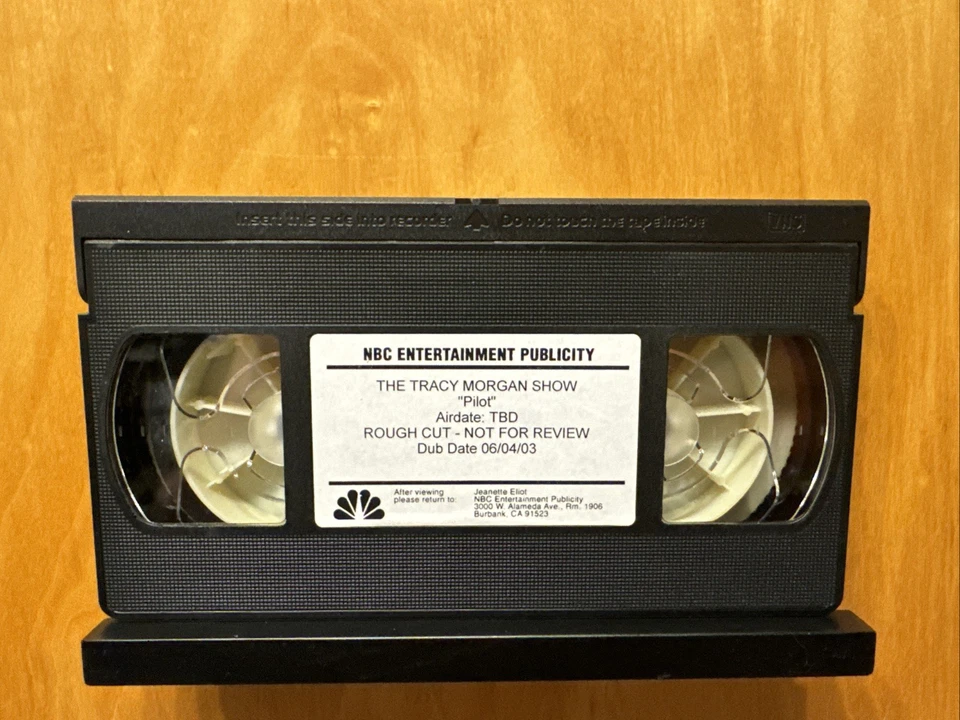 Insert this side into recorder Do not touch the tape inside VHS
NBC ENTERTAINMENT PUBLICITY
THE TRACY MORGAN SHOW
"Pilot"
Airdate: TBD
ROUGH CUT - NOT FOR REVIEW
Dub Date 06/04/03
After viewing
please return to:
Jeanette Eliot
NBC Entertainment Publicity
3000 W. Alameda Ave., Rm. 1906
Burbank, CA 91523